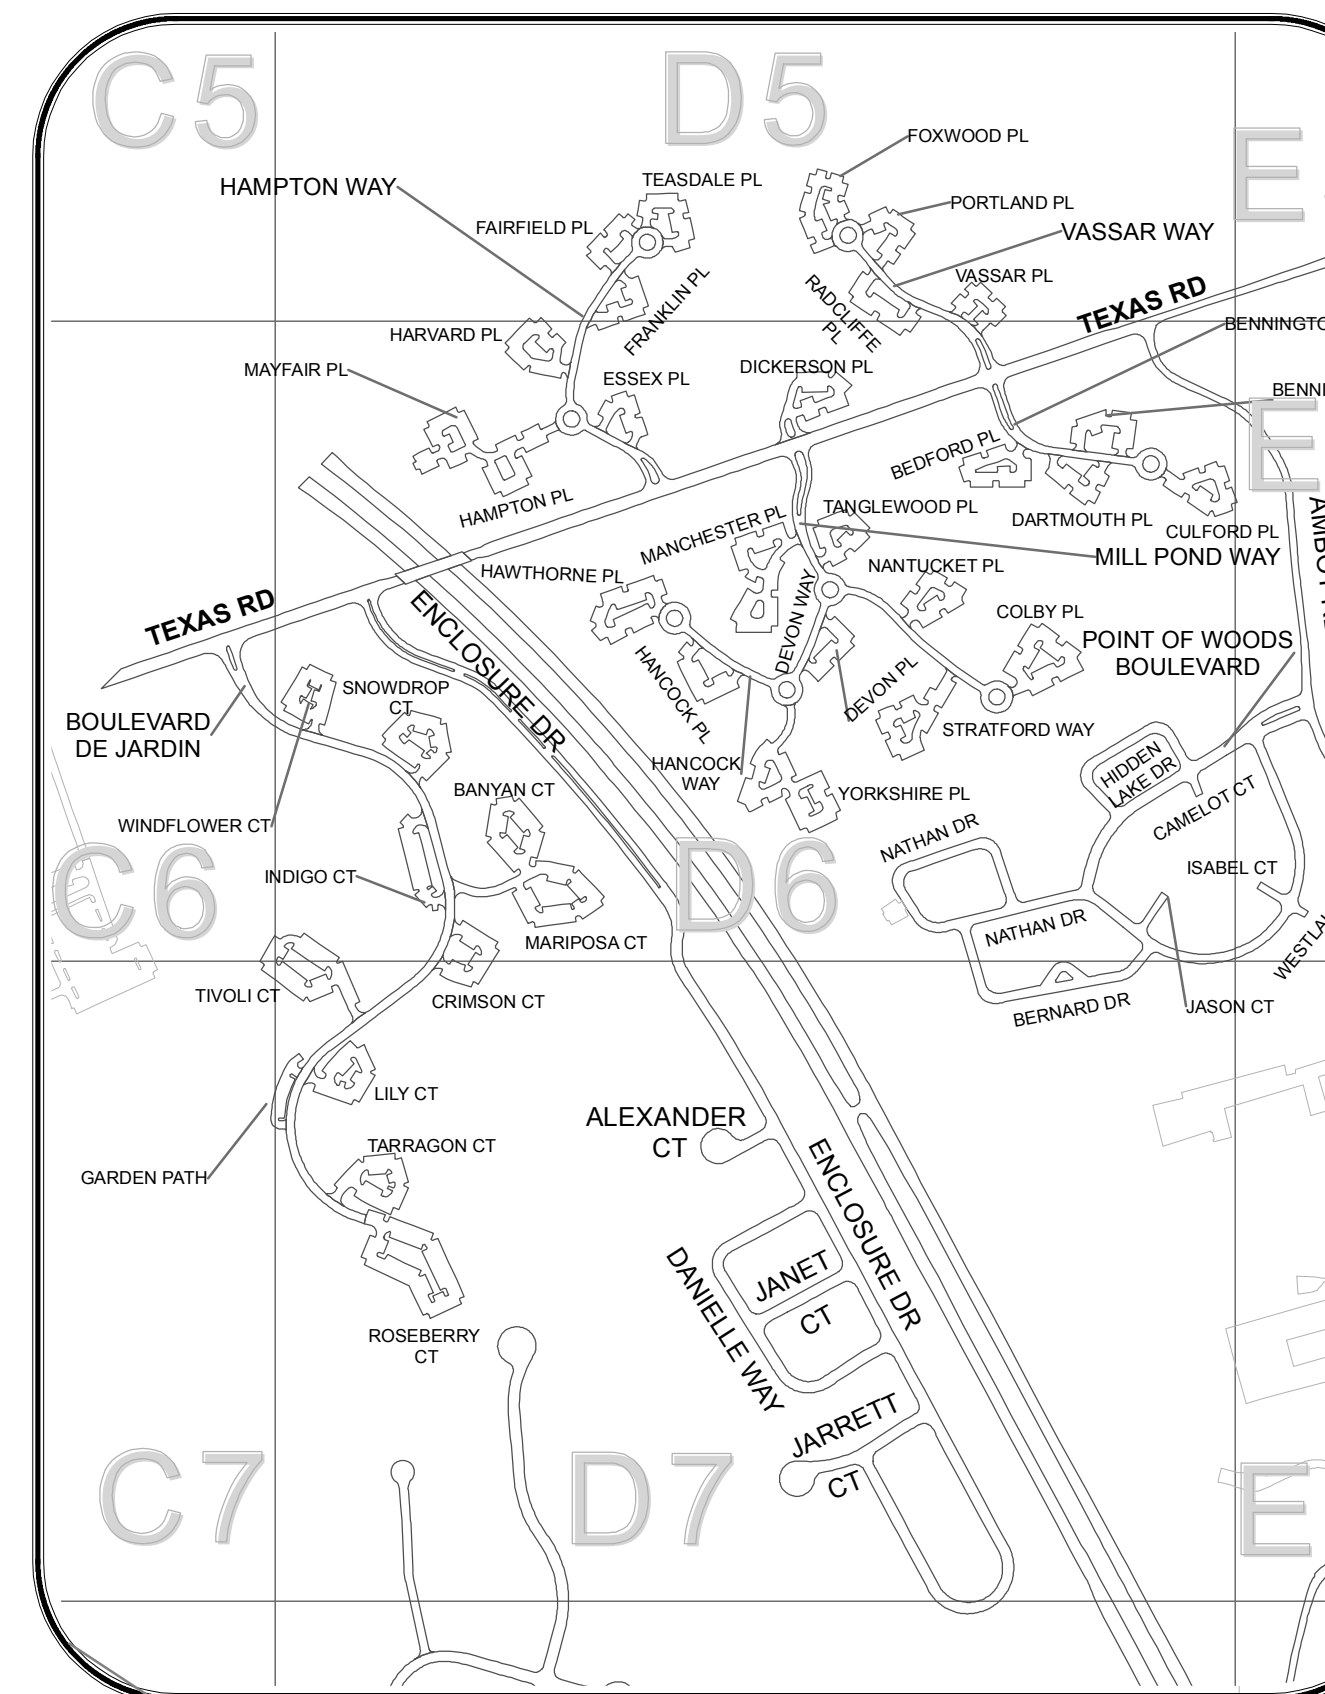 C5
D5
E
FOXWOOD PL
HAMPTON WAY
TEASDALE PL
PORTLAND PL
FAIRFIELD PL
VASSAR WAY
VASSAR PL
FRANKLIN PL
RADCLIFFE
PL
TEXAS RD
HARVARD PL
BENNINGTO
MAYFAIR PL
ESSEX PL
DICKERSON PL
BENNI
E
BEDFORD PL
HAMPTON PL
TANGLEWOOD PL
MANCHESTER PL
DARTMOUTH PL
CULFORD PL
MILL POND WAY
HAWTHORNE PL
NANTUCKET PL
TEXAS RD
ENCLOSURE DR
DEVON WAY
COLBY PL
POINT OF WOODS
BOULEVARD
HANCOCK PL
DEVON PL
SNOWDROP
CT
BOULEVARD
DE JARDIN
STRATFORD WAY
HANCOCK
WAY
HIDDEN
LAKE DR
BANYAN CT
YORKSHIRE PL
CAMELOT CT
WINDFLOWER CT
NATHAN DR
C6
D6
INDIGO CT
ISABEL CT
MARIPOSA CT
NATHAN DR
TIVOLI CT
CRIMSON CT
BERNARD DR
JASON CT
LILY CT
ALEXANDER
CT
TARRAGON CT
GARDEN PATH
ENCLOSURE DR
JANET
CT
DANIELLE WAY
ROSEBERRY
CT
JARRETT
CT
C7
D7
E